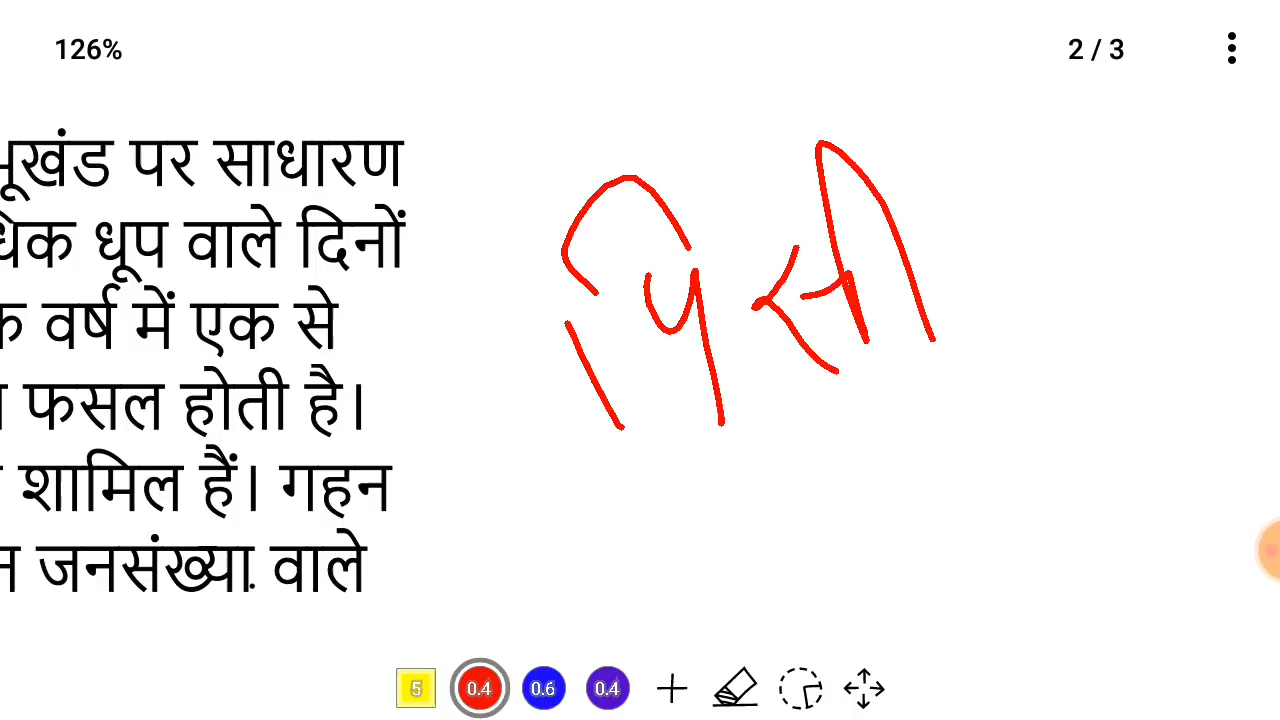 126%
2 / 3
भूखंड पर साधारण
धिक धूप वाले दिनों
क वर्ष में एक से
फसल होती है।
शामिल हैं। गहन
न जनसंख्या वाले
5 0.4 0.6 0.4